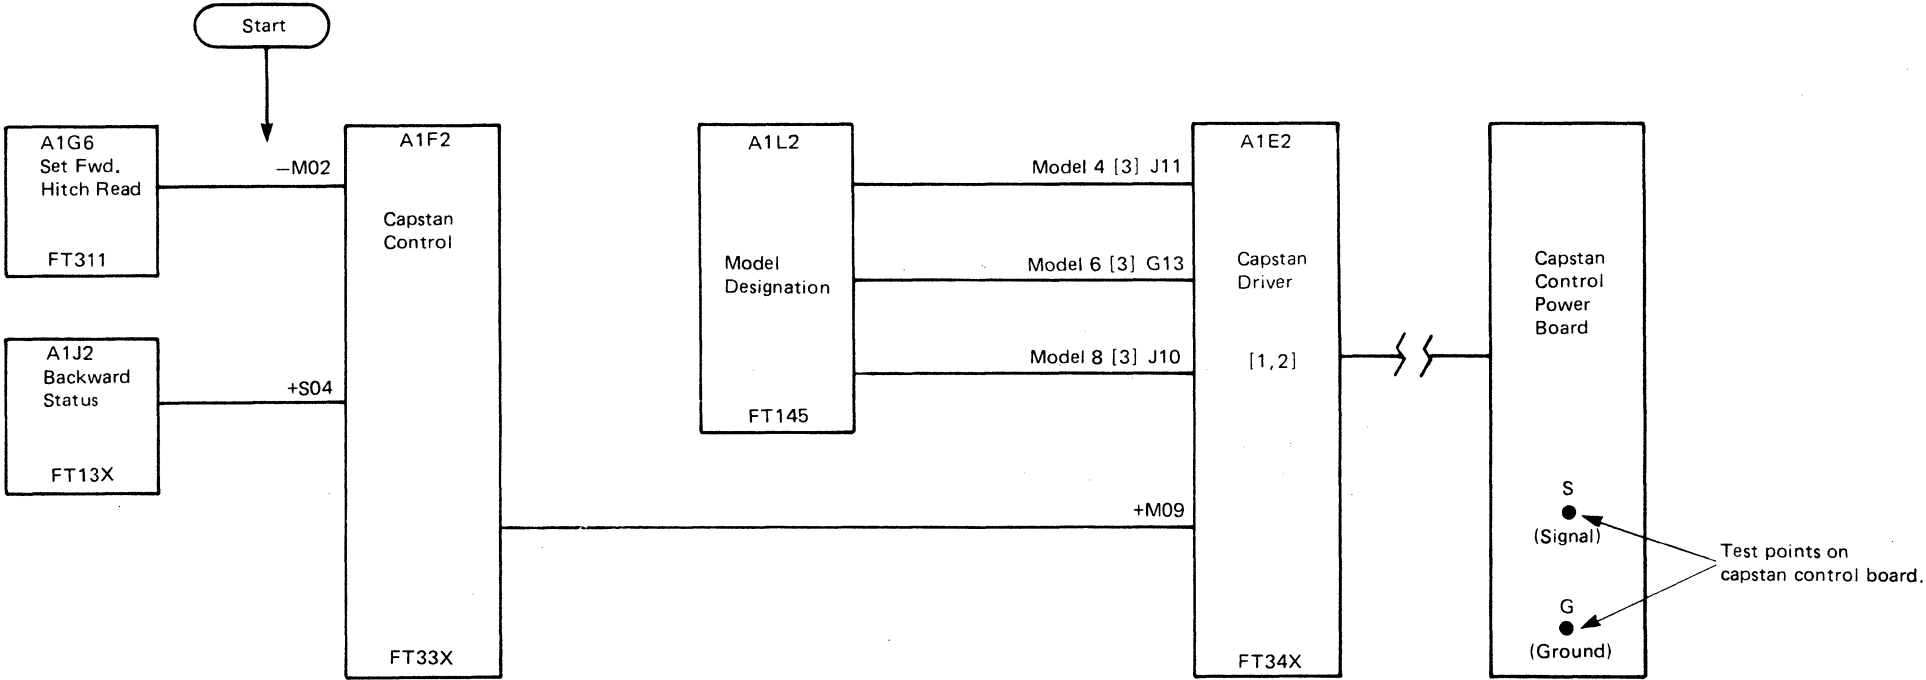 Start
A1G6
Set Fwd.
Hitch Read
FT311
—M02
A1J2
Backward
Status
FT13X
+S04
A1F2
Capstan
Control
FT33X
A1L2
Model
Designation
FT145
Model 4 [3] J11
Model 6 [3] G13
Model 8 [3] J10
+M09
A1E2
Capstan
Driver
[1,2]
FT34X
Capstan
Control
Power
Board
S
(Signal)
G
(Ground)
Test points on
capstan control board.